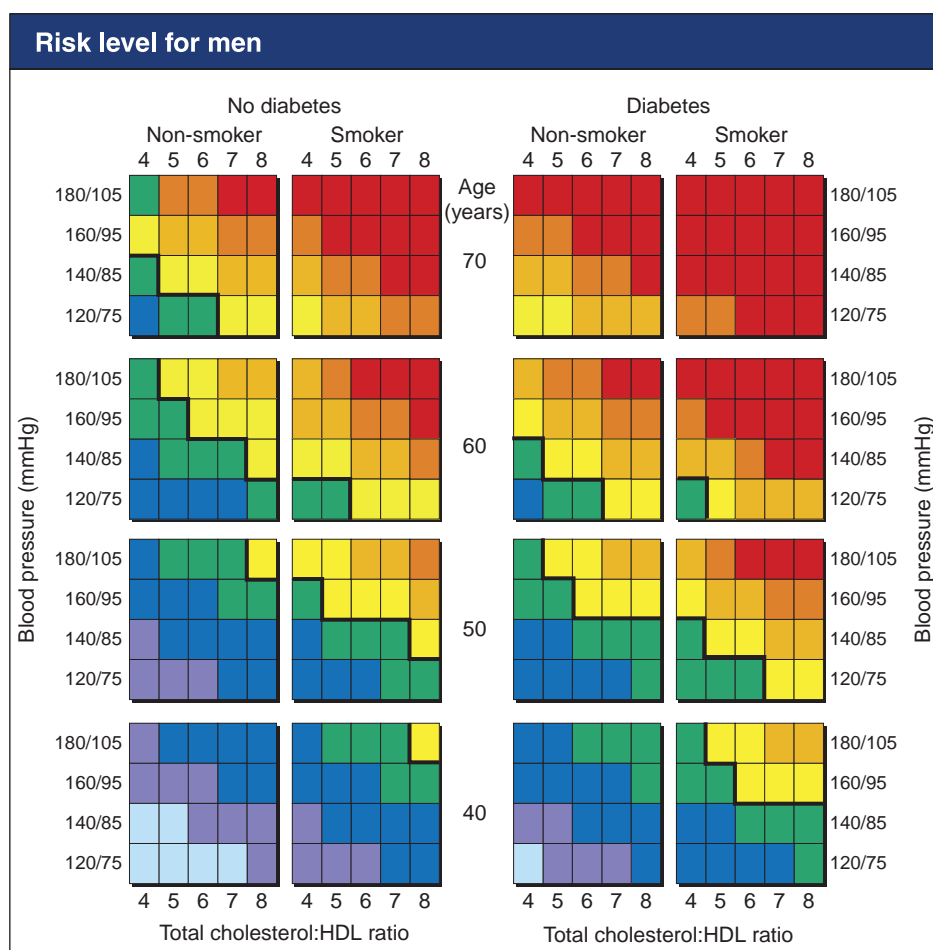 Risk level for men
No diabetes Diabetes
Non-smoker Smoker Non-smoker Smoker
4 5 6 7 8 4 5 6 7 8 4 5 6 7 8 4 5 6 7 8
180/105 Age 180/105
(years)
160/95 160/95
70
140/85 140/85
120/75 120/75
180/105 180/105
160/95 160/95
60
140/85 140/85
120/75 120/75
Blood pressure (mmHg) Blood pressure (mmHg)
180/105 180/105
160/95 160/95
50
140/85 140/85
120/75 120/75
180/105 180/105
160/95 160/95
40
140/85 140/85
120/75 120/75
4 5 6 7 8 4 5 6 7 8 4 5 6 7 8 4 5 6 7 8
Total cholesterol:HDL ratio Total cholesterol:HDL ratio